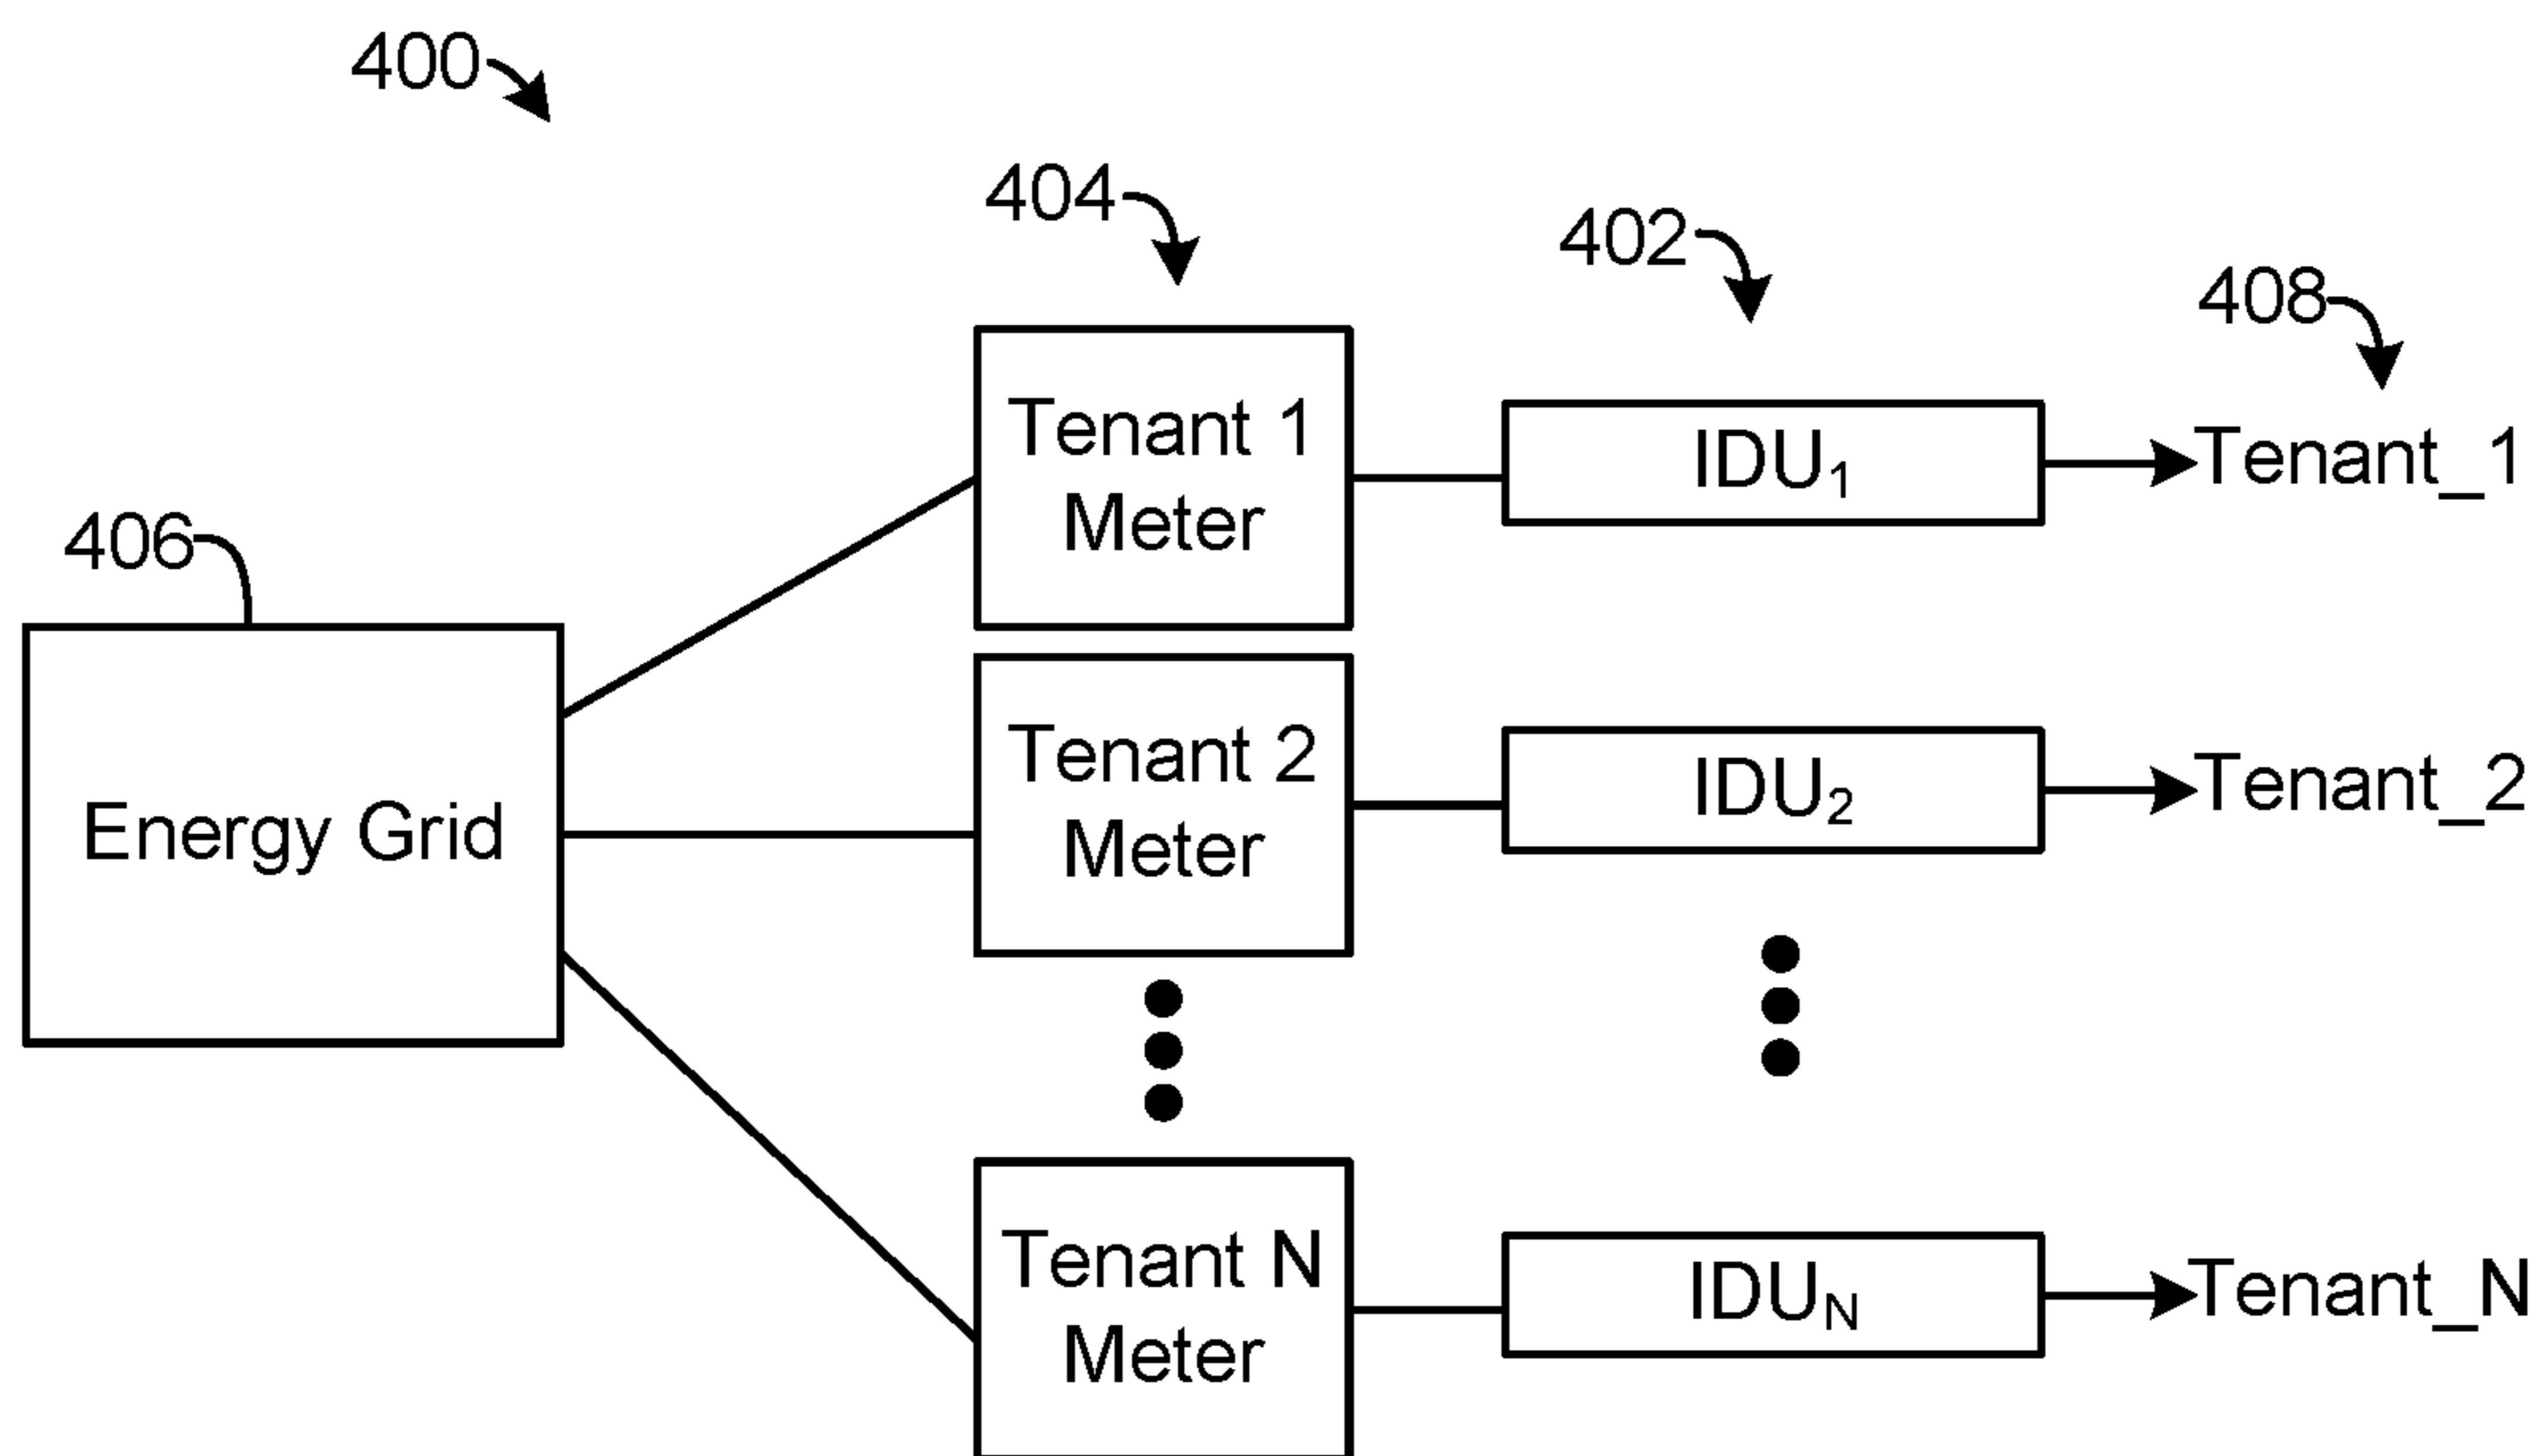 400
404
402
408
406
Energy Grid
Tenant 1
Meter
IDU₁
Tenant_1
Tenant 2
Meter
IDU₂
Tenant_2
Tenant N
Meter
IDU_N
Tenant_N